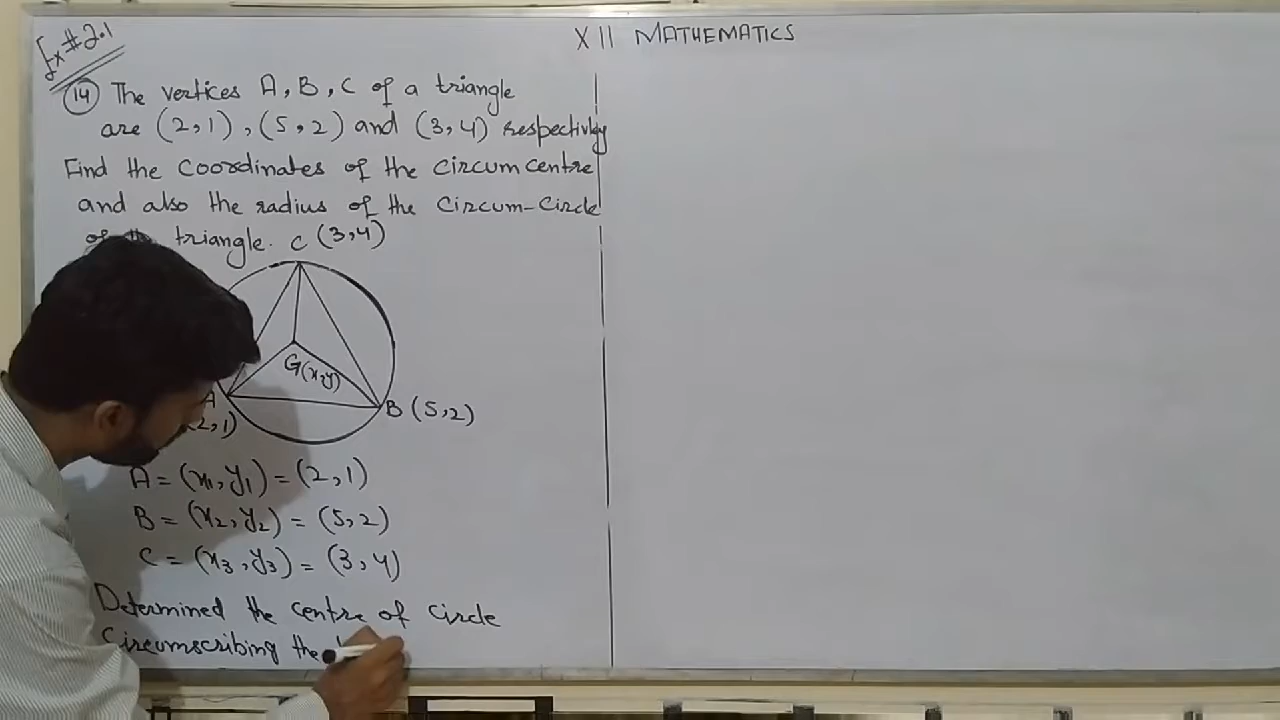 Ex # 2.1
XII MATHEMATICS
14 The vertices A, B, C of a triangle
are (2,1), (5,2) and (3,4) respectivley
Find the coordinates of the circum centre
and also the radius of the circum-circle
of the triangle.
C (3,4)
G(x,y)
A
2,1)
B (5,2)
A = (x₁, y₁) = (2,1)
B = (x₂, y₂) = (5,2)
C = (x₃, y₃) = (3,4)
Determined the centre of circle
Circumscribing the